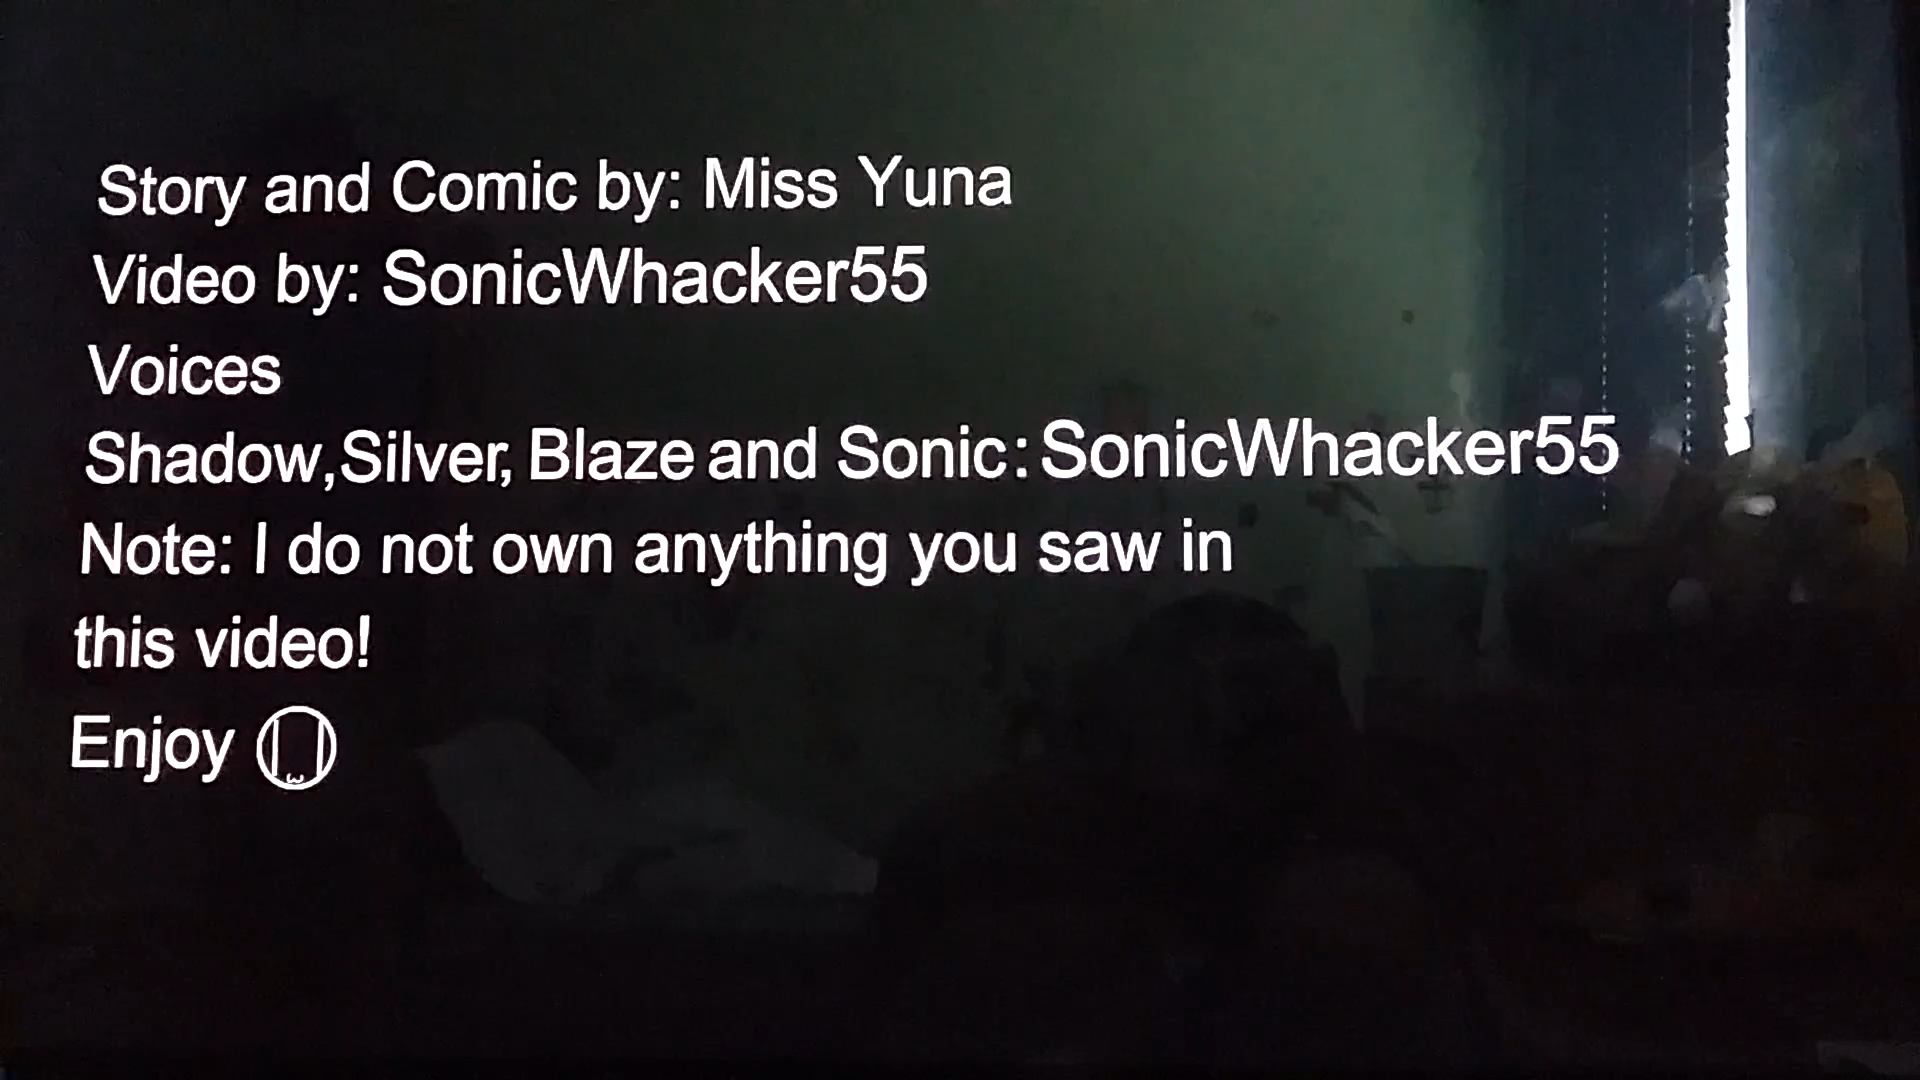 Story and Comic by: Miss Yuna
Video by: SonicWhacker55
Voices
Shadow,Silver, Blaze and Sonic: SonicWhacker55
Note: I do not own anything you saw in
this video!
Enjoy